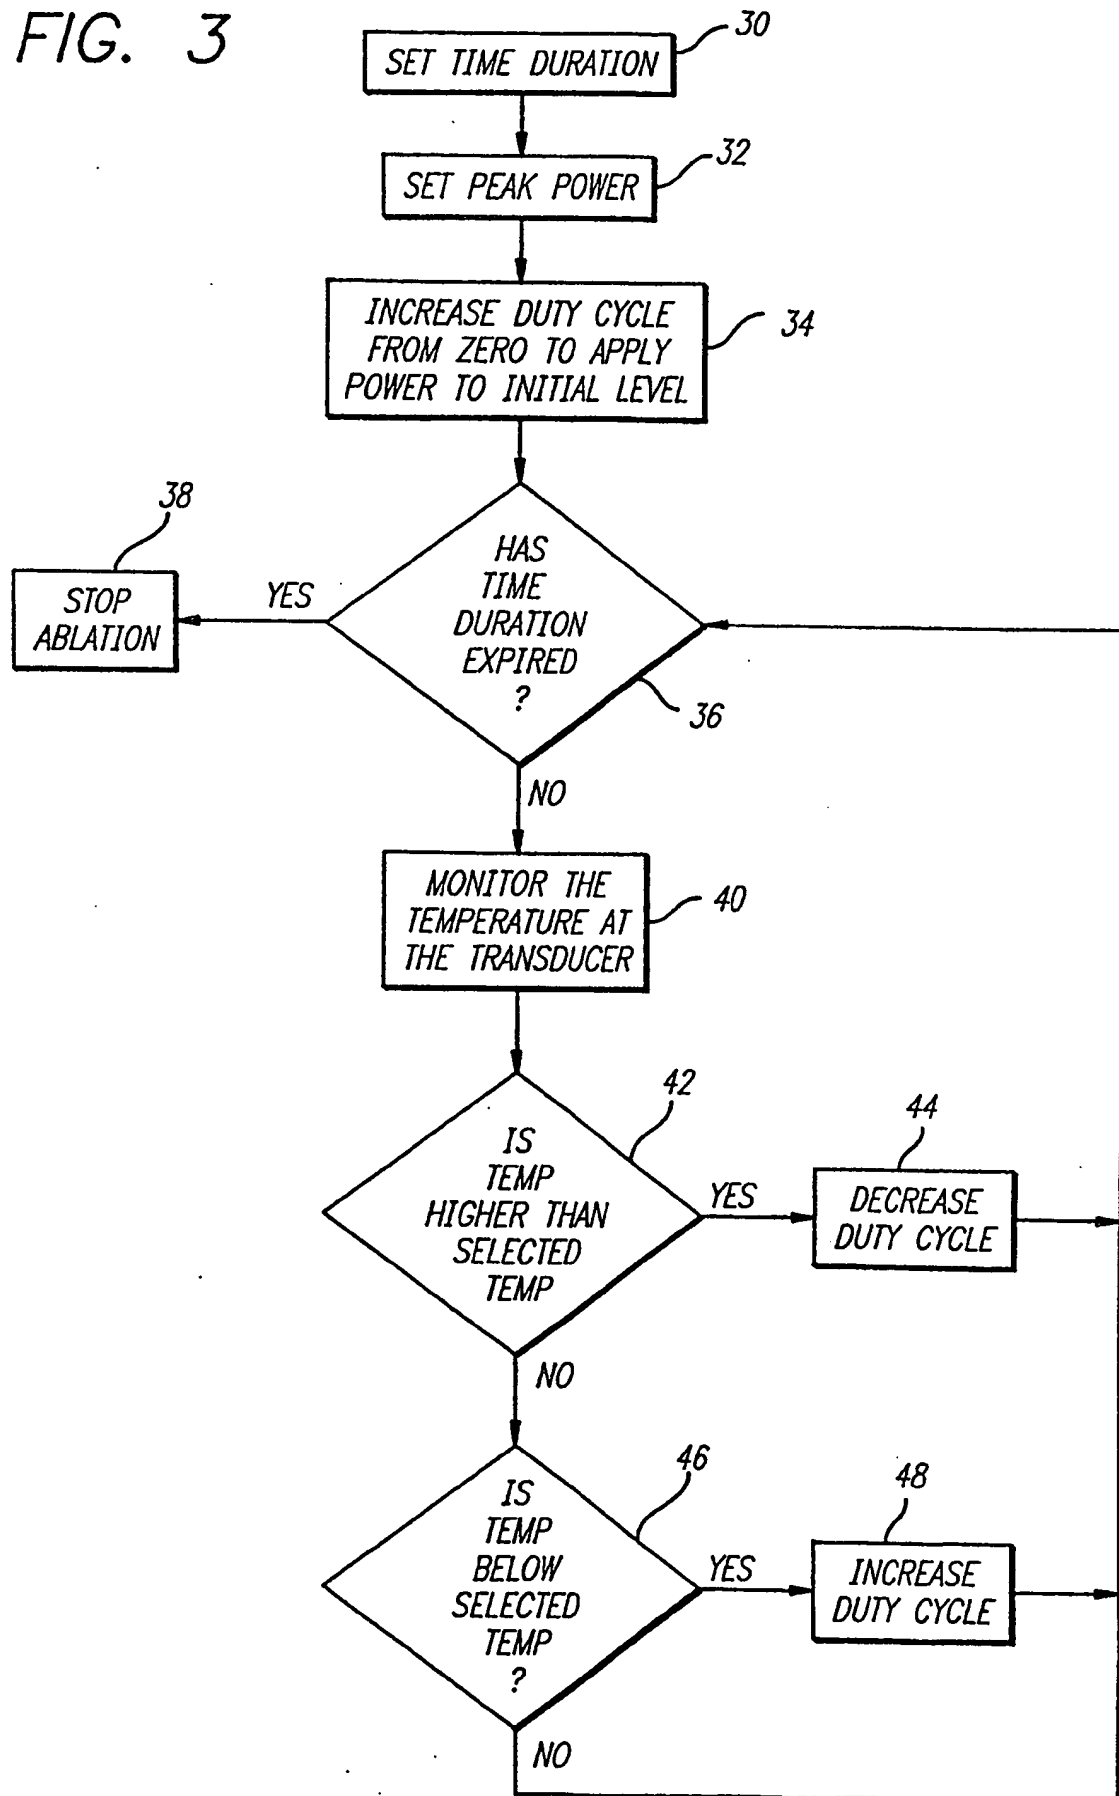 FIG. 3
30
SET TIME DURATION
32
SET PEAK POWER
34
INCREASE DUTY CYCLE
FROM ZERO TO APPLY
POWER TO INITIAL LEVEL
38
STOP
ABLATION
YES
HAS
TIME
DURATION
EXPIRED
?
36
NO
MONITOR THE
TEMPERATURE AT
THE TRANSDUCER
40
42
IS
TEMP
HIGHER THAN
SELECTED
TEMP
YES
44
DECREASE
DUTY CYCLE
NO
46
IS
TEMP
BELOW
SELECTED
TEMP
?
YES
48
INCREASE
DUTY CYCLE
NO